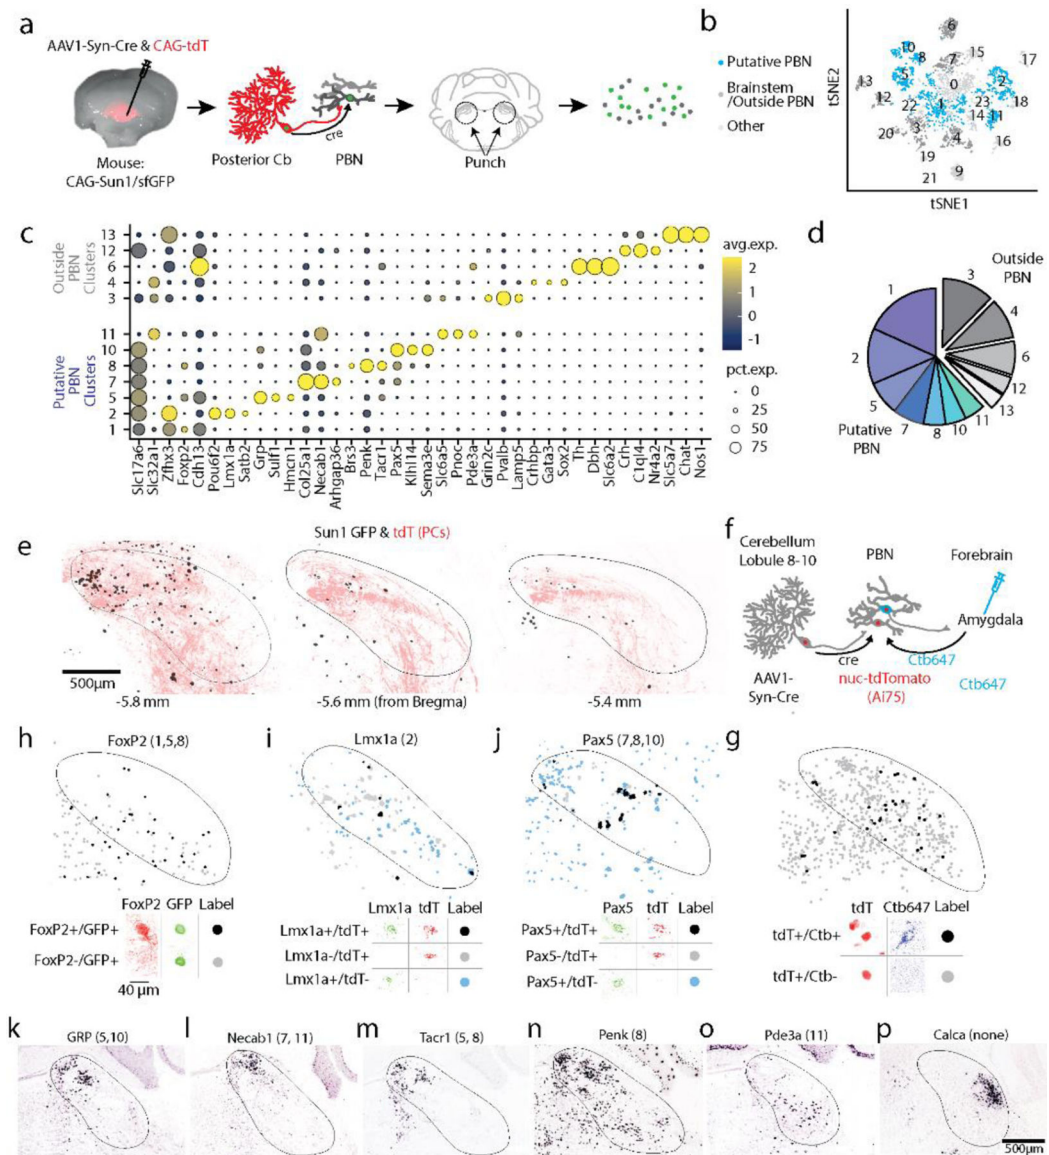 a
AAV1-Syn-Cre & CAG-tdT
Mouse:
CAG-Sun1/sfGFP
Posterior Cb
cre
PBN
Punch
b
Putative PBN
Brainstem
/Outside PBN
Other
tSNE2
tSNE1
6
10
8
7
15
17
13
5
0
2
12
22
1
23
18
14
11
20
3
4
16
19
21
9
c
Outside
PBN
Clusters
13
12
6
4
3
Putative
PBN
Clusters
11
10
8
7
5
2
1
Slc17a6
Slc32a1
Zfhx3
Foxp2
Cdh13
Pou6f2
Lmx1a
Satb2
Grp
Sulf1
Hmcn1
Col25a1
Necab1
Arhgap36
Brs3
Penk
Tacr1
Pax5
Klhl14
Sema3e
Slc6a5
Pnoc
Pde3a
Grin2c
Pvalb
Lamp5
Crhbp
Gata3
Sox2
Th
Dbh
Slc6a2
Crh
C1ql4
Nr4a2
Slc5a7
Chat
Nos1
avg.exp.
2
1
0
-1
pct.exp.
0
25
50
75
d
Outside
PBN
3
4
6
12
13
11
10
8
7
5
2
1
Putative
PBN
e
Sun1 GFP & tdT (PCs)
500µm
-5.8 mm
-5.6 mm (from Bregma)
-5.4 mm
f
Cerebellum
Lobule 8-10
PBN
Forebrain
Amygdala
cre
Ctb647
AAV1-
Syn-Cre
nuc-tdTomato
(Ai75)
Ctb647
h
FoxP2 (1,5,8)
FoxP2 GFP Label
FoxP2+/GFP+
FoxP2-/GFP+
40 µm
i
Lmx1a (2)
Lmx1a tdT Label
Lmx1a+/tdT+
Lmx1a-/tdT+
Lmx1a+/tdT-
j
Pax5 (7,8,10)
Pax5 tdT Label
Pax5+/tdT+
Pax5-/tdT+
Pax5+/tdT-
g
tdT Ctb647 Label
tdT+/Ctb+
tdT+/Ctb-
k
GRP (5,10)
l
Necab1 (7, 11)
m
Tacr1 (5, 8)
n
Penk (8)
o
Pde3a (11)
p
Calca (none)
500µm